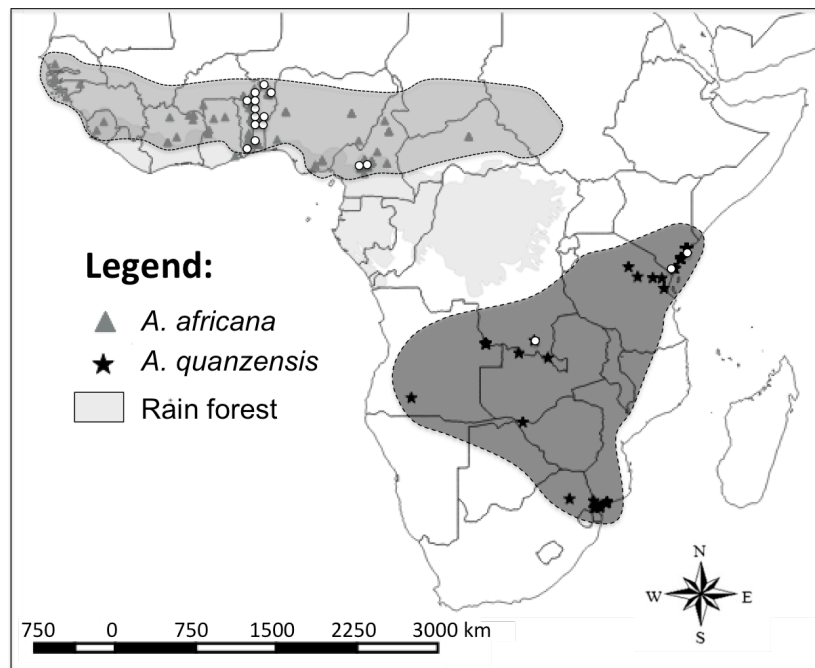 Legend:
A. africana
A. quanzensis
Rain forest
N
W E
S
750 0 750 1500 2250 3000 km